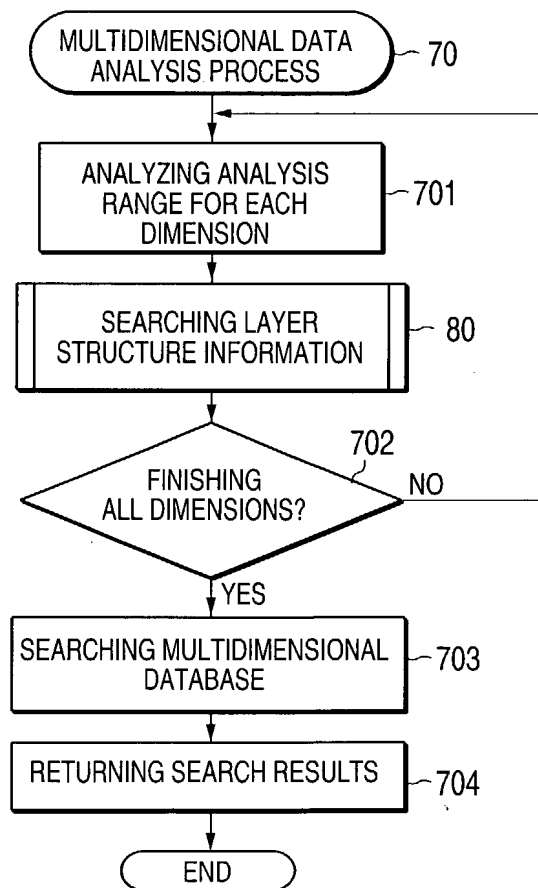 MULTIDIMENSIONAL DATA
ANALYSIS PROCESS
70
ANALYZING ANALYSIS
RANGE FOR EACH
DIMENSION
701
SEARCHING LAYER
STRUCTURE INFORMATION
80
702
FINISHING
ALL DIMENSIONS?
NO
YES
SEARCHING MULTIDIMENSIONAL
DATABASE
703
RETURNING SEARCH RESULTS
704
END